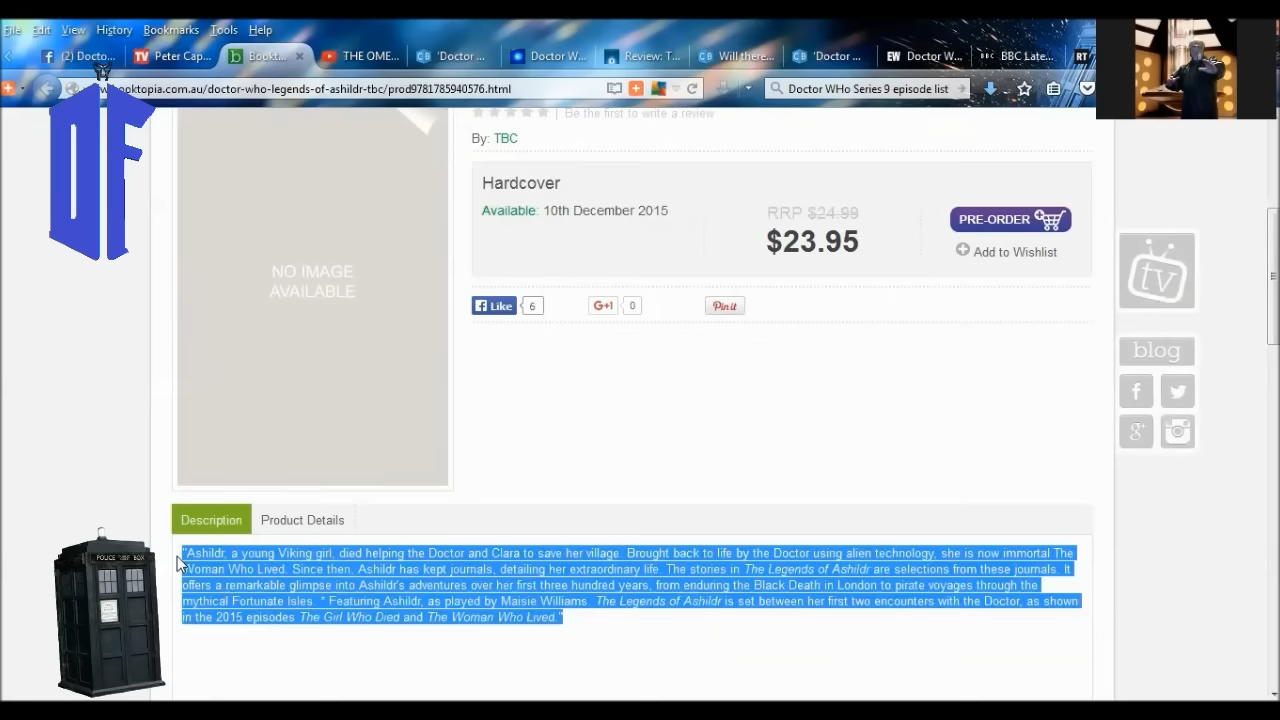 File Edit View History Bookmarks Tools Help
(2) Docto... Peter Cap... Bookt... THE OME... 'Doctor ... Doctor W... Review: T... Will there... 'Doctor ... Doctor W... BBC Late...
ooktopia.com.au/doctor-who-legends-of-ashildr-tbc/prod9781785940576.html Doctor WHo Series 9 episode list
DF
Be the first to write a review
By: TBC
Hardcover
Available: 10th December 2015
RRP $24.99
$23.95
PRE-ORDER
Add to Wishlist
NO IMAGE
AVAILABLE
Like 6 G+1 0 Pin it
tv
blog
Description Product Details
"Ashildr, a young Viking girl, died helping the Doctor and Clara to save her village. Brought back to life by the Doctor using alien technology, she is now immortal The
Woman Who Lived. Since then, Ashildr has kept journals, detailing her extraordinary life. The stories in The Legends of Ashildr are selections from these journals. It
offers a remarkable glimpse into Ashildr's adventures over her first three hundred years, from enduring the Black Death in London to pirate voyages through the
mythical Fortunate Isles. * Featuring Ashildr, as played by Maisie Williams. The Legends of Ashildr is set between her first two encounters with the Doctor, as shown
in the 2015 episodes The Girl Who Died and The Woman Who Lived."
POLICE BOX